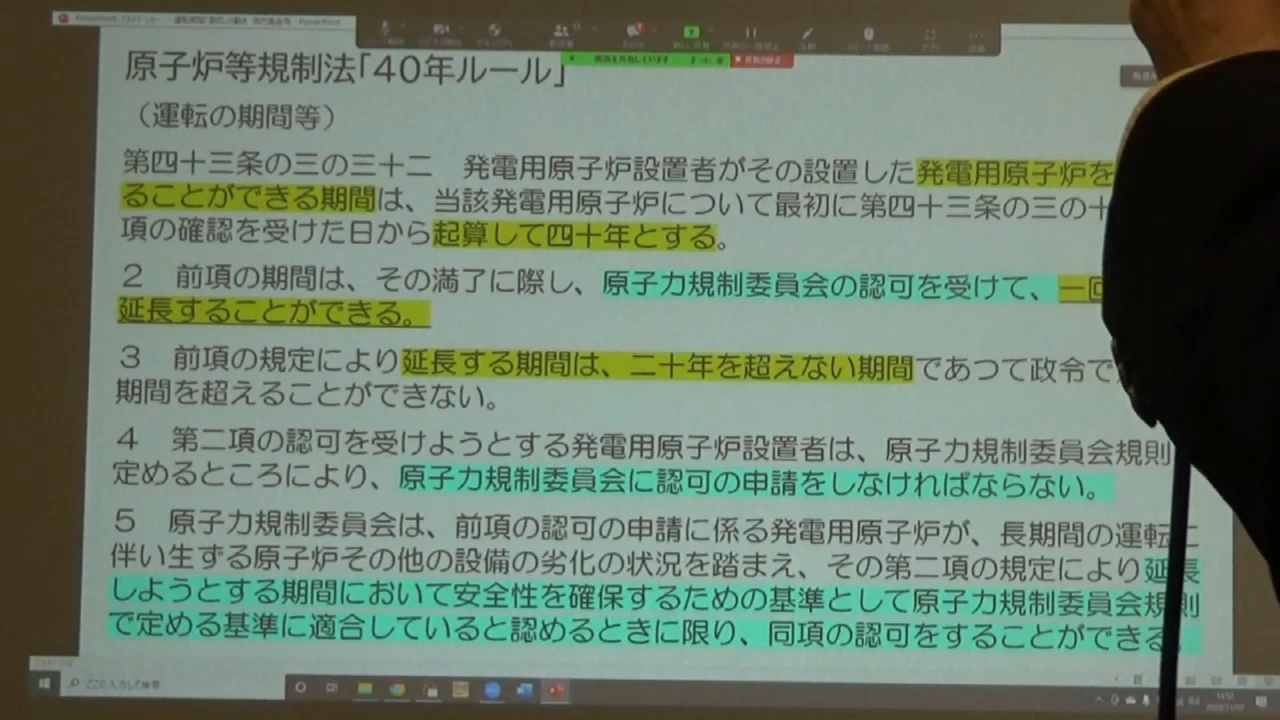 原子炉等規制法「40年ルール」
（運転の期間等）
第四十三条の三の三十二　発電用原子炉設置者がその設置した発電用原子炉を
ることができる期間は、当該発電用原子炉について最初に第四十三条の三の十
項の確認を受けた日から起算して四十年とする。
２　前項の期間は、その満了に際し、原子力規制委員会の認可を受けて、一回
延長することができる。
３　前項の規定により延長する期間は、二十年を超えない期間であつて政令で
期間を超えることができない。
４　第二項の認可を受けようとする発電用原子炉設置者は、原子力規制委員会規則
定めるところにより、原子力規制委員会に認可の申請をしなければならない。
５　原子力規制委員会は、前項の認可の申請に係る発電用原子炉が、長期間の運転に
伴い生ずる原子炉その他の設備の劣化の状況を踏まえ、その第二項の規定により延長
しようとする期間において安全性を確保するための基準として原子力規制委員会規則
で定める基準に適合していると認めるときに限り、同項の認可をすることができる。
ここに入力して検索